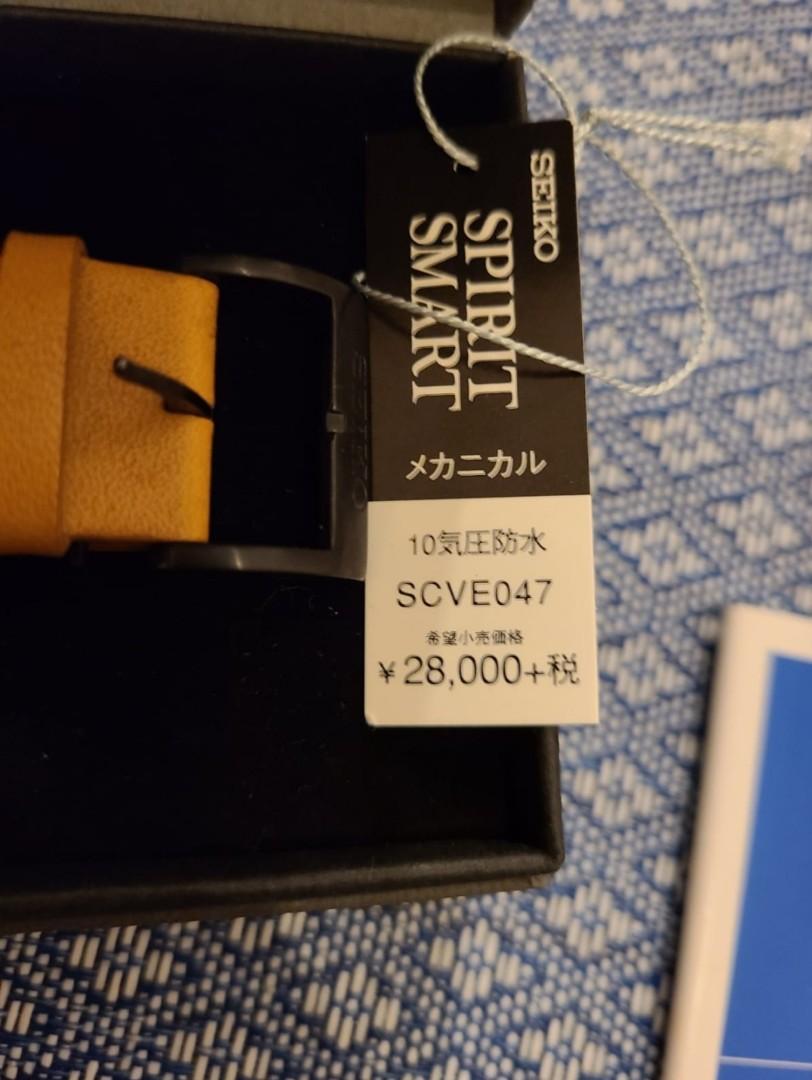 SEIKO
SPIRIT
SMART
メカニカル
10気圧防水
SCVE047
希望小売価格
¥28,000+税
SEIKO